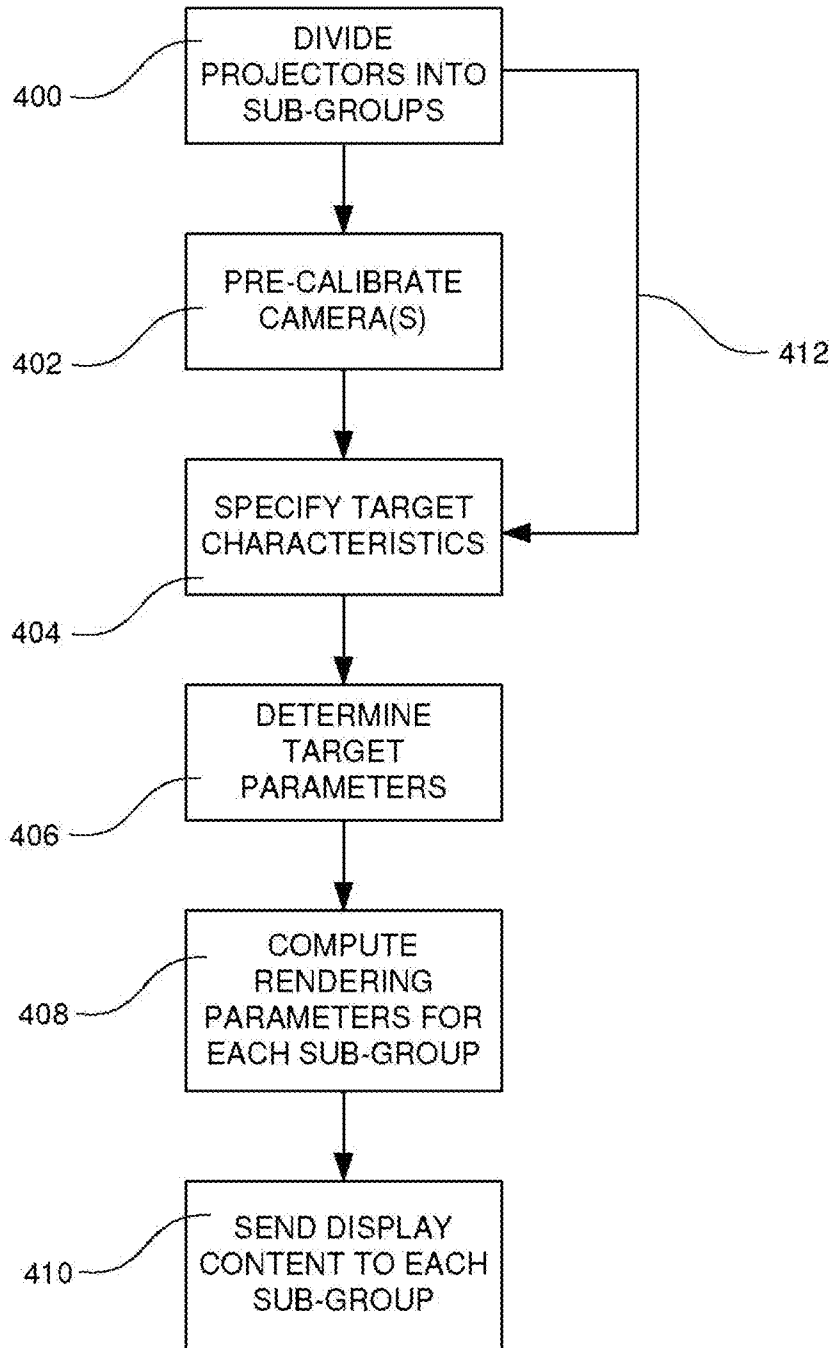 DIVIDE
PROJECTORS INTO
SUB-GROUPS
400
PRE-CALIBRATE
CAMERA(S)
402
412
SPECIFY TARGET
CHARACTERISTICS
404
DETERMINE
TARGET
PARAMETERS
406
COMPUTE
RENDERING
PARAMETERS FOR
EACH SUB-GROUP
408
SEND DISPLAY
CONTENT TO EACH
SUB-GROUP
410